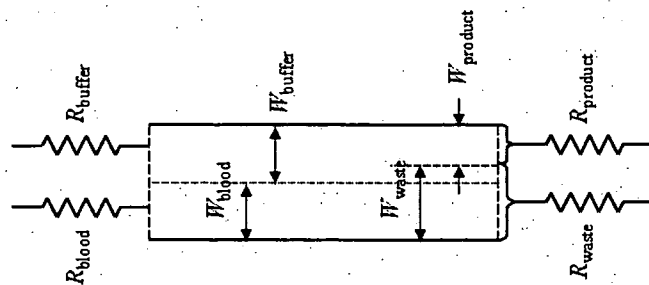 R_buffer
R_blood
W_buffer
W_blood
W_product
W_waste
R_product
R_waste